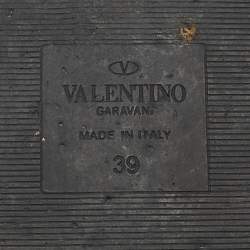 VALENTINO
GARAVANI
MADE IN ITALY
39